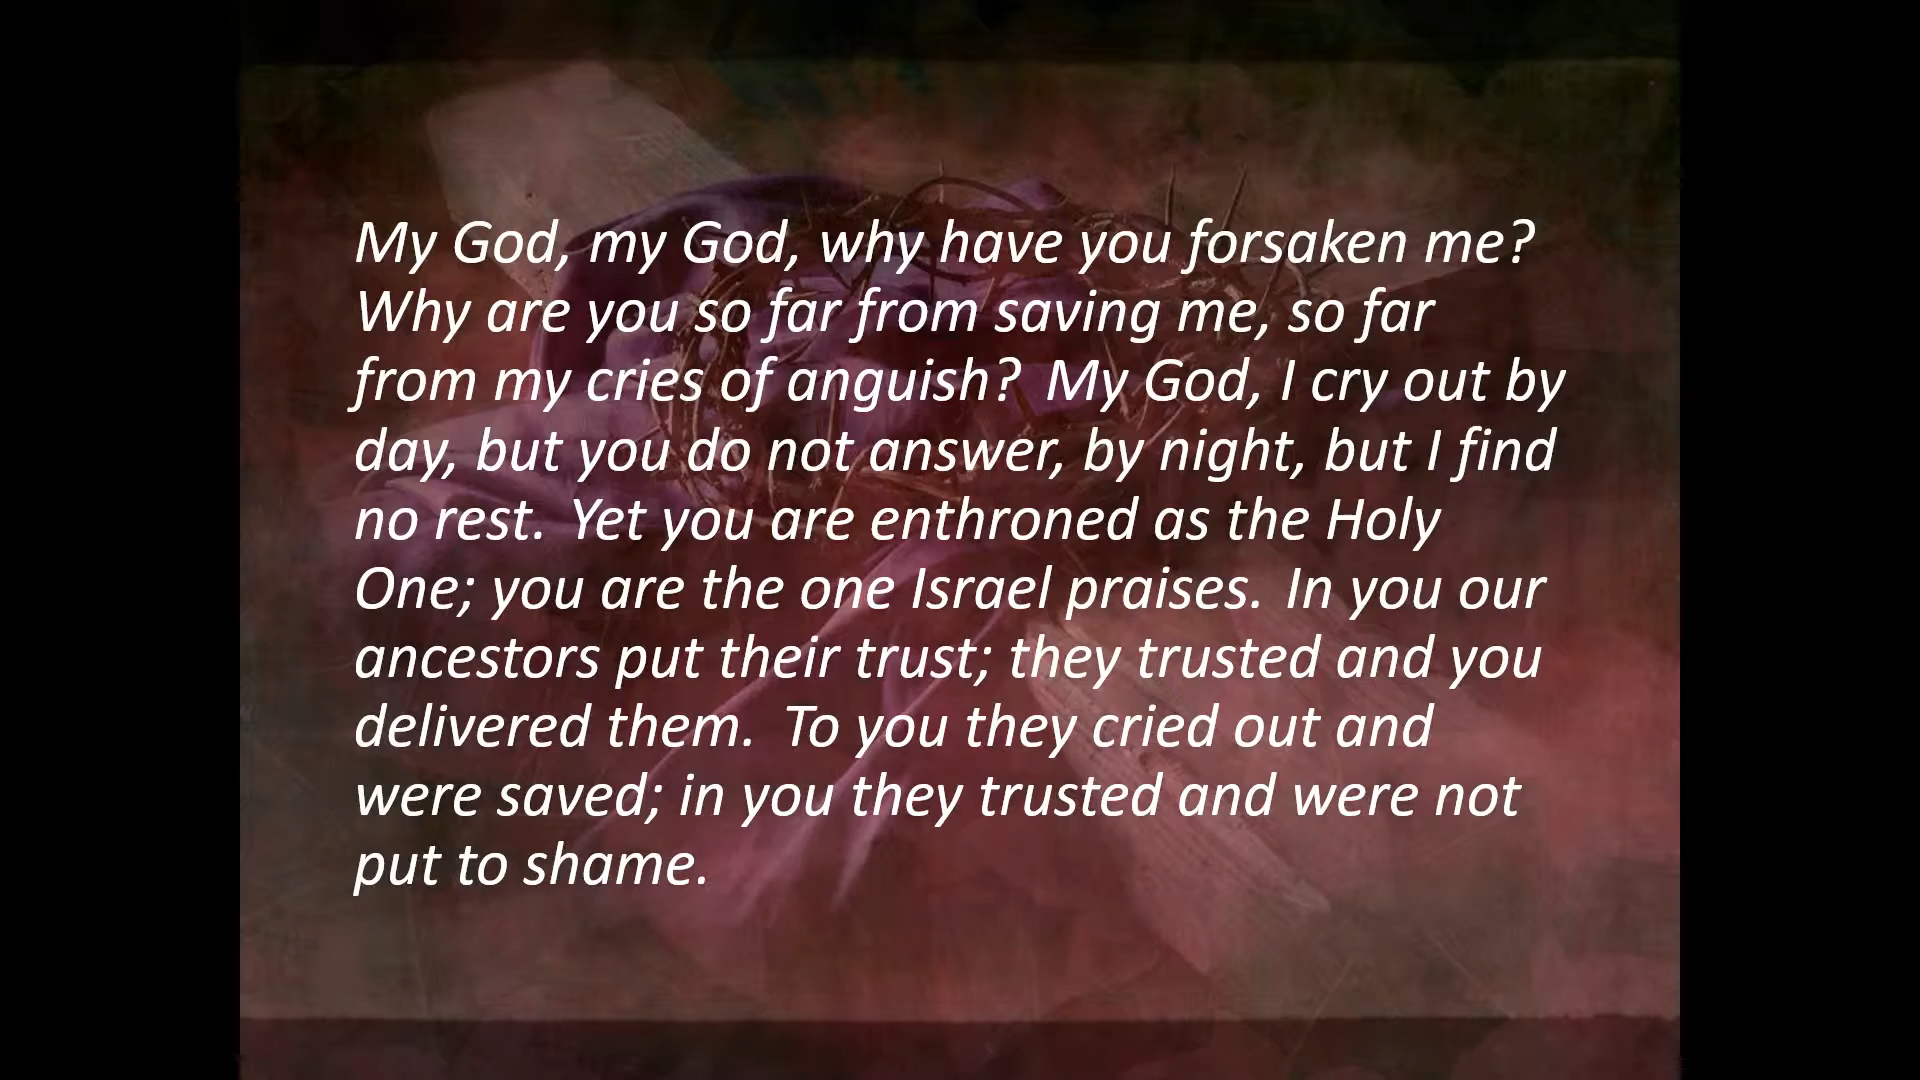 My God, my God, why have you forsaken me?
Why are you so far from saving me, so far
from my cries of anguish? My God, I cry out by
day, but you do not answer, by night, but I find
no rest. Yet you are enthroned as the Holy
One; you are the one Israel praises. In you our
ancestors put their trust; they trusted and you
delivered them. To you they cried out and
were saved; in you they trusted and were not
put to shame.